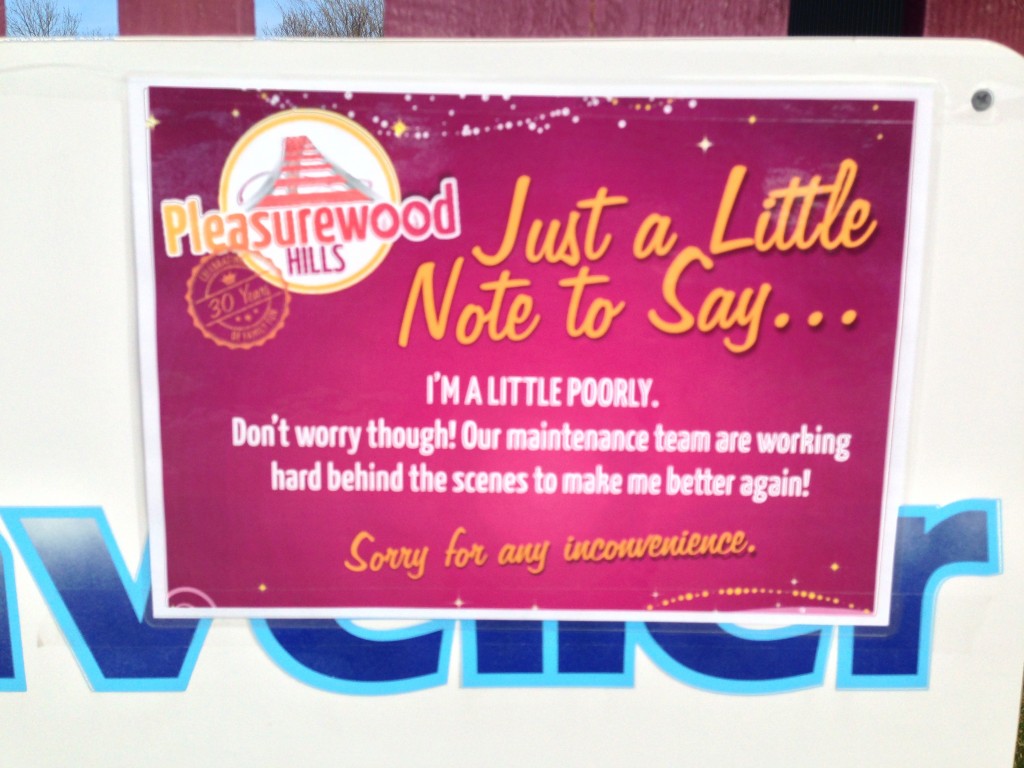 Pleasurewood
HILLS
30 Years
Just a Little
Note to Say...
I'M A LITTLE POORLY.
Don't worry though! Our maintenance team are working
hard behind the scenes to make me better again!
Sorry for any inconvenience.